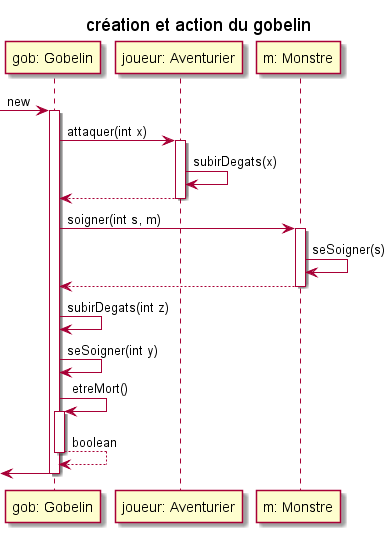 création et action du gobelin
gob: Gobelin
joueur: Aventurier
m: Monstre
new
attaquer(int x)
subirDegats(x)
soigner(int s, m)
seSoigner(s)
subirDegats(int z)
seSoigner(int y)
etreMort()
boolean
gob: Gobelin
joueur: Aventurier
m: Monstre